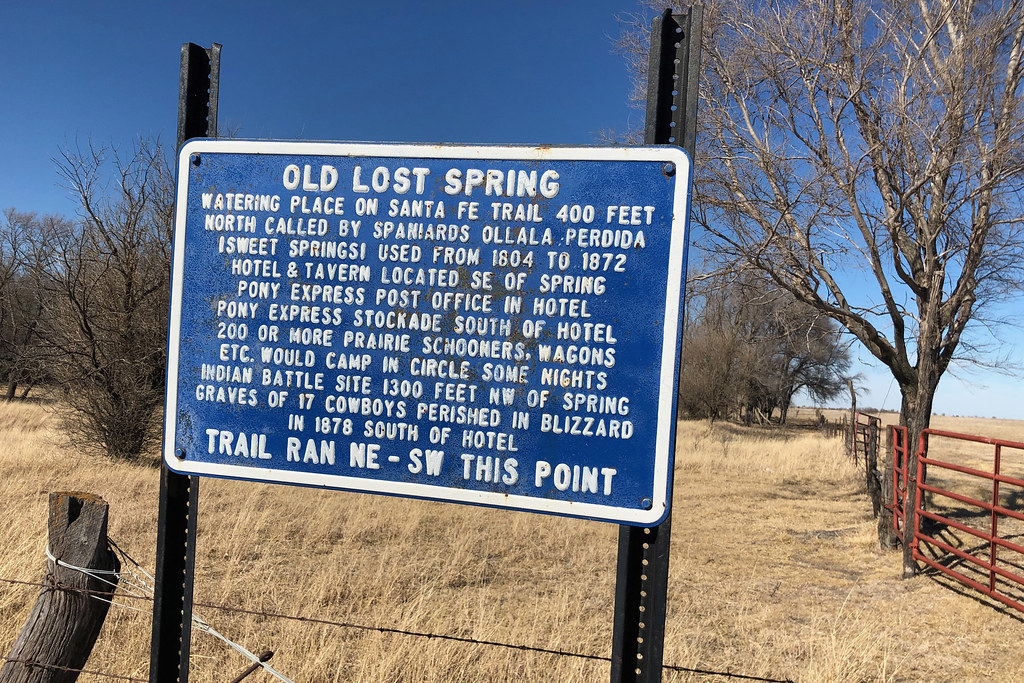 OLD LOST SPRING
WATERING PLACE ON SANTA FE TRAIL 400 FEET
NORTH CALLED BY SPANIARDS OLLALA PERDIDA
ISWEET SPRINGSI USED FROM 1804 TO 1872
HOTEL & TAVERN LOCATED SE OF SPRING
PONY EXPRESS POST OFFICE IN HOTEL
PONY EXPRESS STOCKADE SOUTH OF HOTEL
200 OR MORE PRAIRIE SCHOONERS, WAGONS
ETC. WOULD CAMP IN CIRCLE SOME NIGHTS
INDIAN BATTLE SITE 1300 FEET NW OF SPRING
GRAVES OF 17 COWBOYS PERISHED IN BLIZZARD
IN 1878 SOUTH OF HOTEL
TRAIL RAN NE - SW THIS POINT